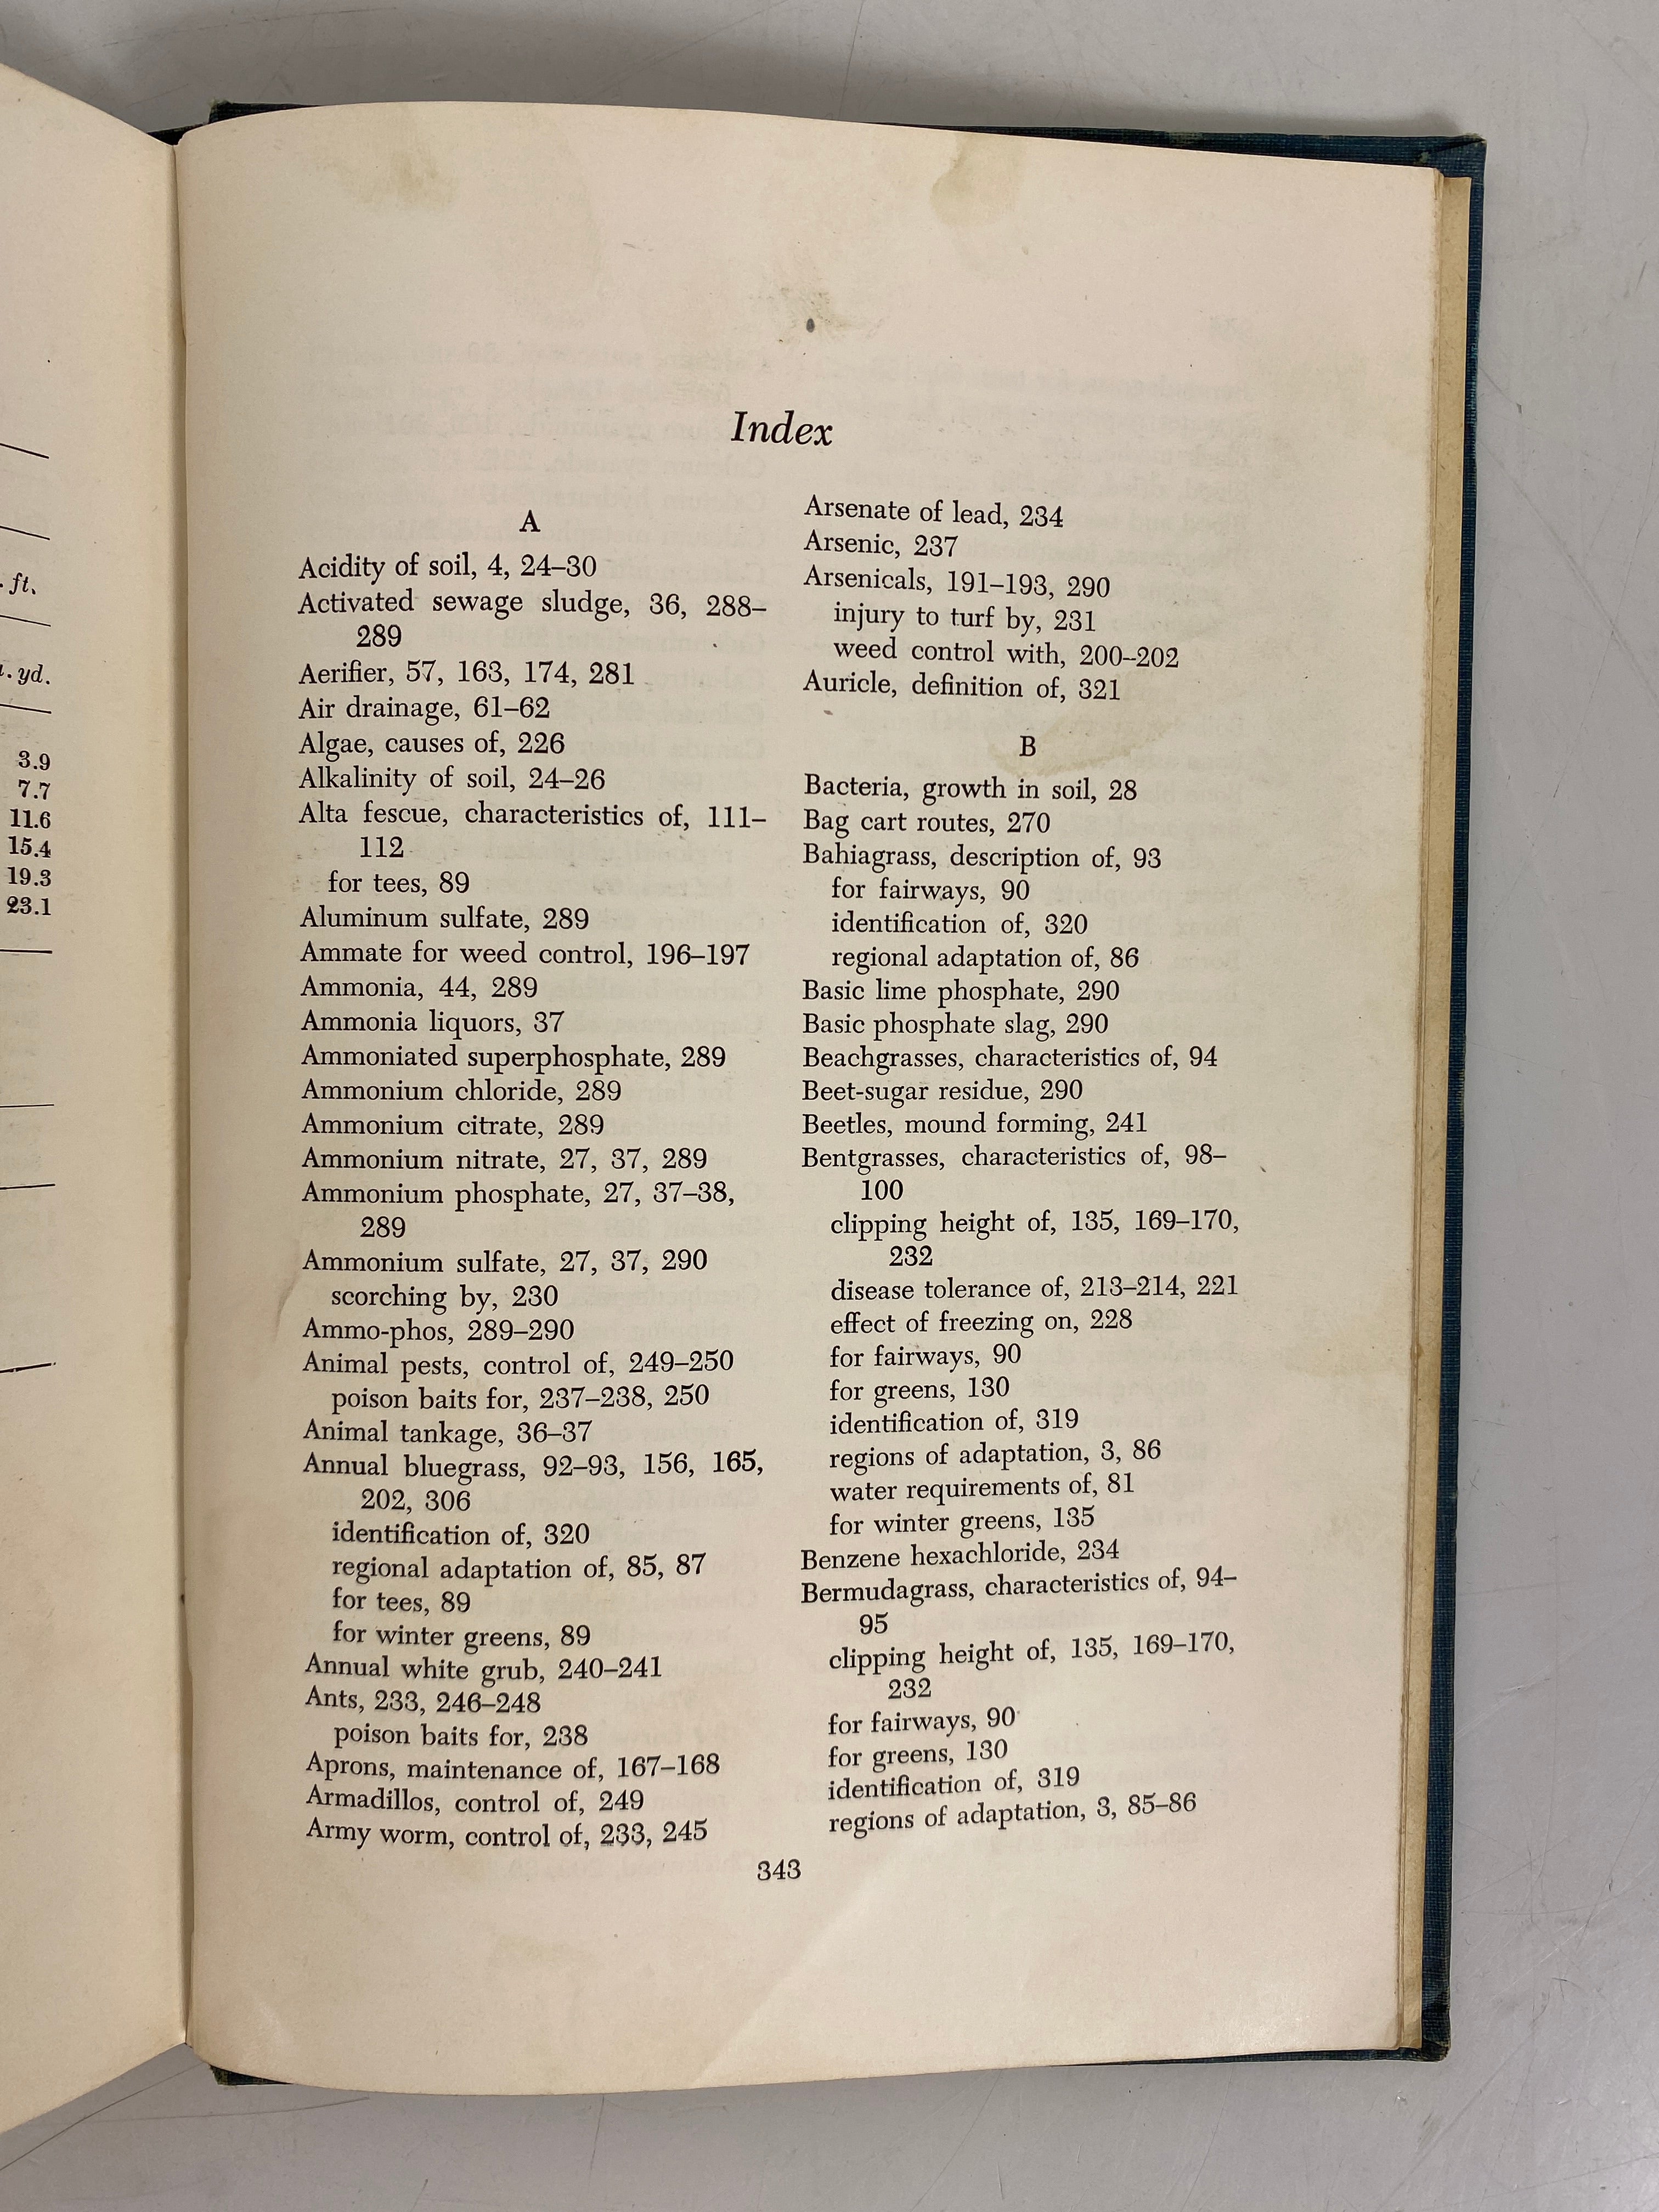 . ft.
. yd.
3.9
7.7
11.6
15.4
19.3
23.1
Index
A
Acidity of soil, 4, 24–30
Activated sewage sludge, 36, 288–
289
Aerifier, 57, 163, 174, 281
Air drainage, 61–62
Algae, causes of, 226
Alkalinity of soil, 24–26
Alta fescue, characteristics of, 111–
112
for tees, 89
Aluminum sulfate, 289
Ammate for weed control, 196–197
Ammonia, 44, 289
Ammonia liquors, 37
Ammoniated superphosphate, 289
Ammonium chloride, 289
Ammonium citrate, 289
Ammonium nitrate, 27, 37, 289
Ammonium phosphate, 27, 37–38,
289
Ammonium sulfate, 27, 37, 290
scorching by, 230
Ammo-phos, 289–290
Animal pests, control of, 249–250
poison baits for, 237–238, 250
Animal tankage, 36–37
Annual bluegrass, 92–93, 156, 165,
202, 306
identification of, 320
regional adaptation of, 85, 87
for tees, 89
for winter greens, 89
Annual white grub, 240–241
Ants, 233, 246–248
poison baits for, 238
Aprons, maintenance of, 167–168
Armadillos, control of, 249
Army worm, control of, 233, 245
Arsenate of lead, 234
Arsenic, 237
Arsenicals, 191–193, 290
injury to turf by, 231
weed control with, 200–202
Auricle, definition of, 321
B
Bacteria, growth in soil, 28
Bag cart routes, 270
Bahiagrass, description of, 93
for fairways, 90
identification of, 320
regional adaptation of, 86
Basic lime phosphate, 290
Basic phosphate slag, 290
Beachgrasses, characteristics of, 94
Beet-sugar residue, 290
Beetles, mound forming, 241
Bentgrasses, characteristics of, 98–
100
clipping height of, 135, 169–170,
232
disease tolerance of, 213–214, 221
effect of freezing on, 228
for fairways, 90
for greens, 130
identification of, 319
regions of adaptation, 3, 86
water requirements of, 81
for winter greens, 135
Benzene hexachloride, 234
Bermudagrass, characteristics of, 94–
95
clipping height of, 135, 169–170,
232
for fairways, 90
for greens, 130
identification of, 319
regions of adaptation, 3, 85–86
343